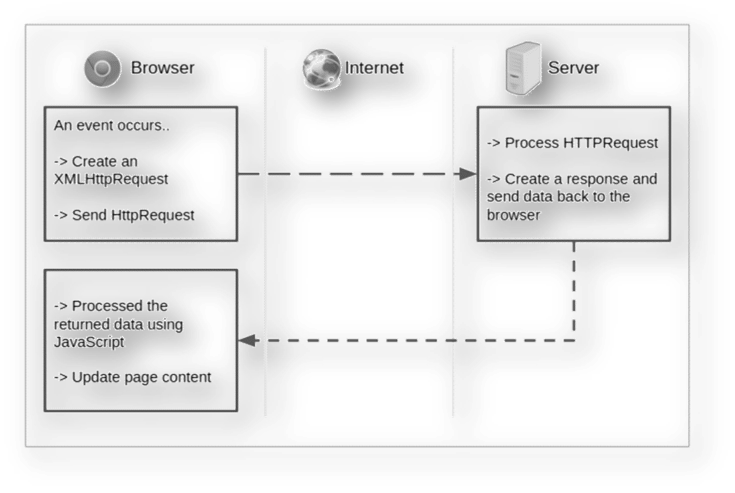 Browser
Internet
Server
An event occurs..
-> Create an
XMLHttpRequest
-> Send HttpRequest
-> Process HTTPRequest
-> Create a response and
send data back to the
browser
-> Processed the
returned data using
JavaScript
-> Update page content